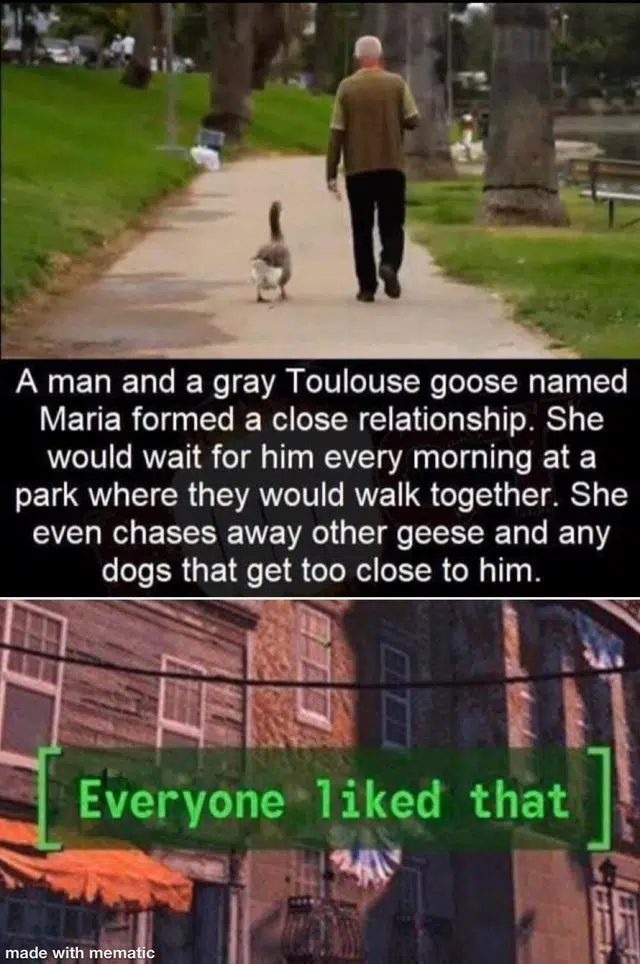 A man and a gray Toulouse goose named
Maria formed a close relationship. She
would wait for him every morning at a
park where they would walk together. She
even chases away other geese and any
dogs that get too close to him.
[Everyone liked that]
made with mematic